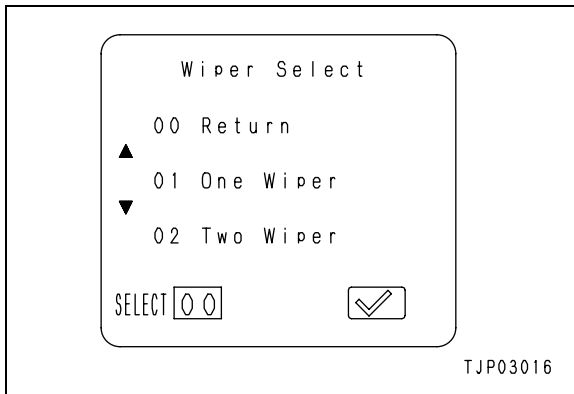 Wiper Select
00 Return
01 One Wiper
02 Two Wiper
SELECT 00
TJP03016